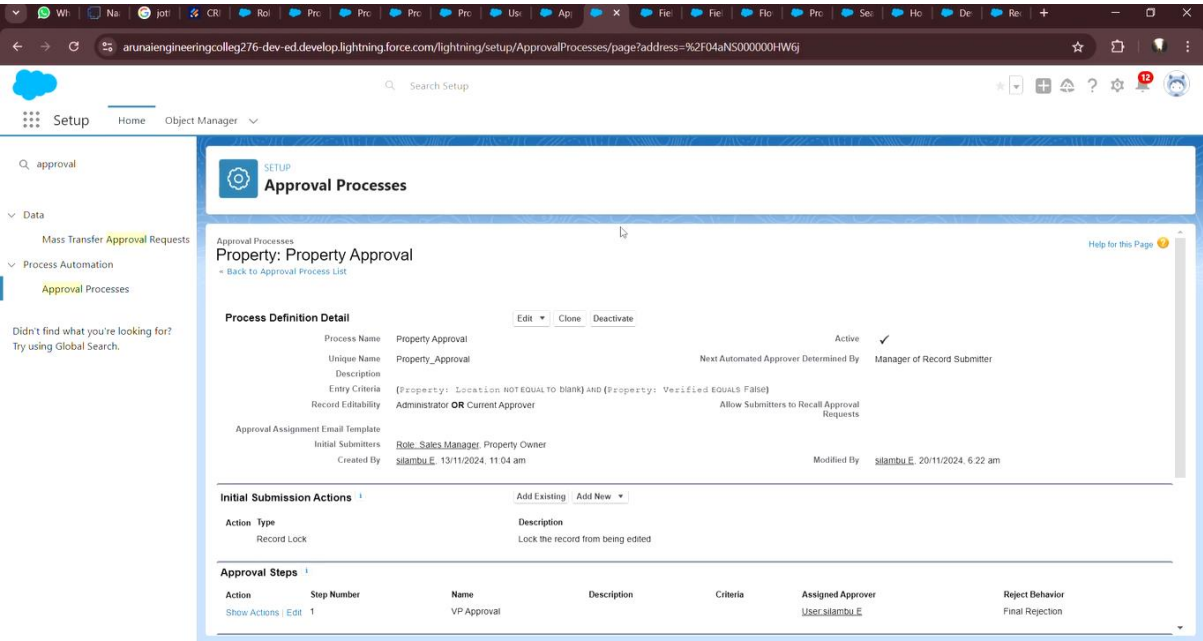 Wh Na jotf CRI Rol Pro Pro Pro Pro Use App Fiel Fiel Flo Pro Sea Ho De Rec
arunaiengineeringcolleg276-dev-ed.develop.lightning.force.com/lightning/setup/ApprovalProcesses/page?address=%2F04aNS000000HW6j
Search Setup
12
Setup Home Object Manager
approval
Data
Mass Transfer Approval Requests
Process Automation
Approval Processes
Didn't find what you're looking for?
Try using Global Search.
SETUP
Approval Processes
Approval Processes
Property: Property Approval
« Back to Approval Process List
Help for this Page
Process Definition Detail Edit Clone Deactivate
Process Name Property Approval Active ✓
Unique Name Property_Approval Next Automated Approver Determined By Manager of Record Submitter
Description
Entry Criteria (Property: Location NOT EQUAL TO blank) AND (Property: Verified EQUALS False)
Record Editability Administrator OR Current Approver Allow Submitters to Recall Approval
Requests
Approval Assignment Email Template
Initial Submitters Role: Sales Manager, Property Owner
Created By silambu E, 13/11/2024, 11:04 am Modified By silambu E, 20/11/2024, 6:22 am
Initial Submission Actions i Add Existing Add New
Action Type Description
Record Lock Lock the record from being edited
Approval Steps i
Action Step Number Name Description Criteria Assigned Approver Reject Behavior
Show Actions | Edit 1 VP Approval User:silambu E Final Rejection